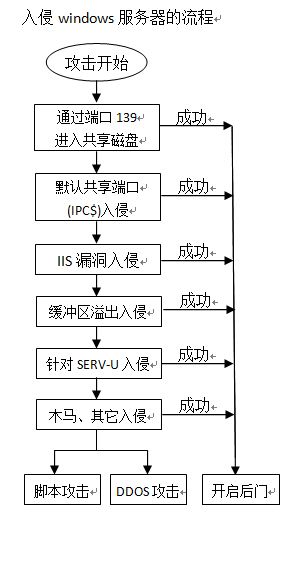 入侵 windows 服务器的流程
攻击开始
通过端口 139
进入共享磁盘
成功
默认共享端口
(IPC$)入侵
成功
IIS 漏洞入侵
成功
缓冲区溢出入侵
成功
针对 SERV-U 入侵
成功
木马、其它入侵
成功
脚本攻击
DDOS 攻击
开启后门